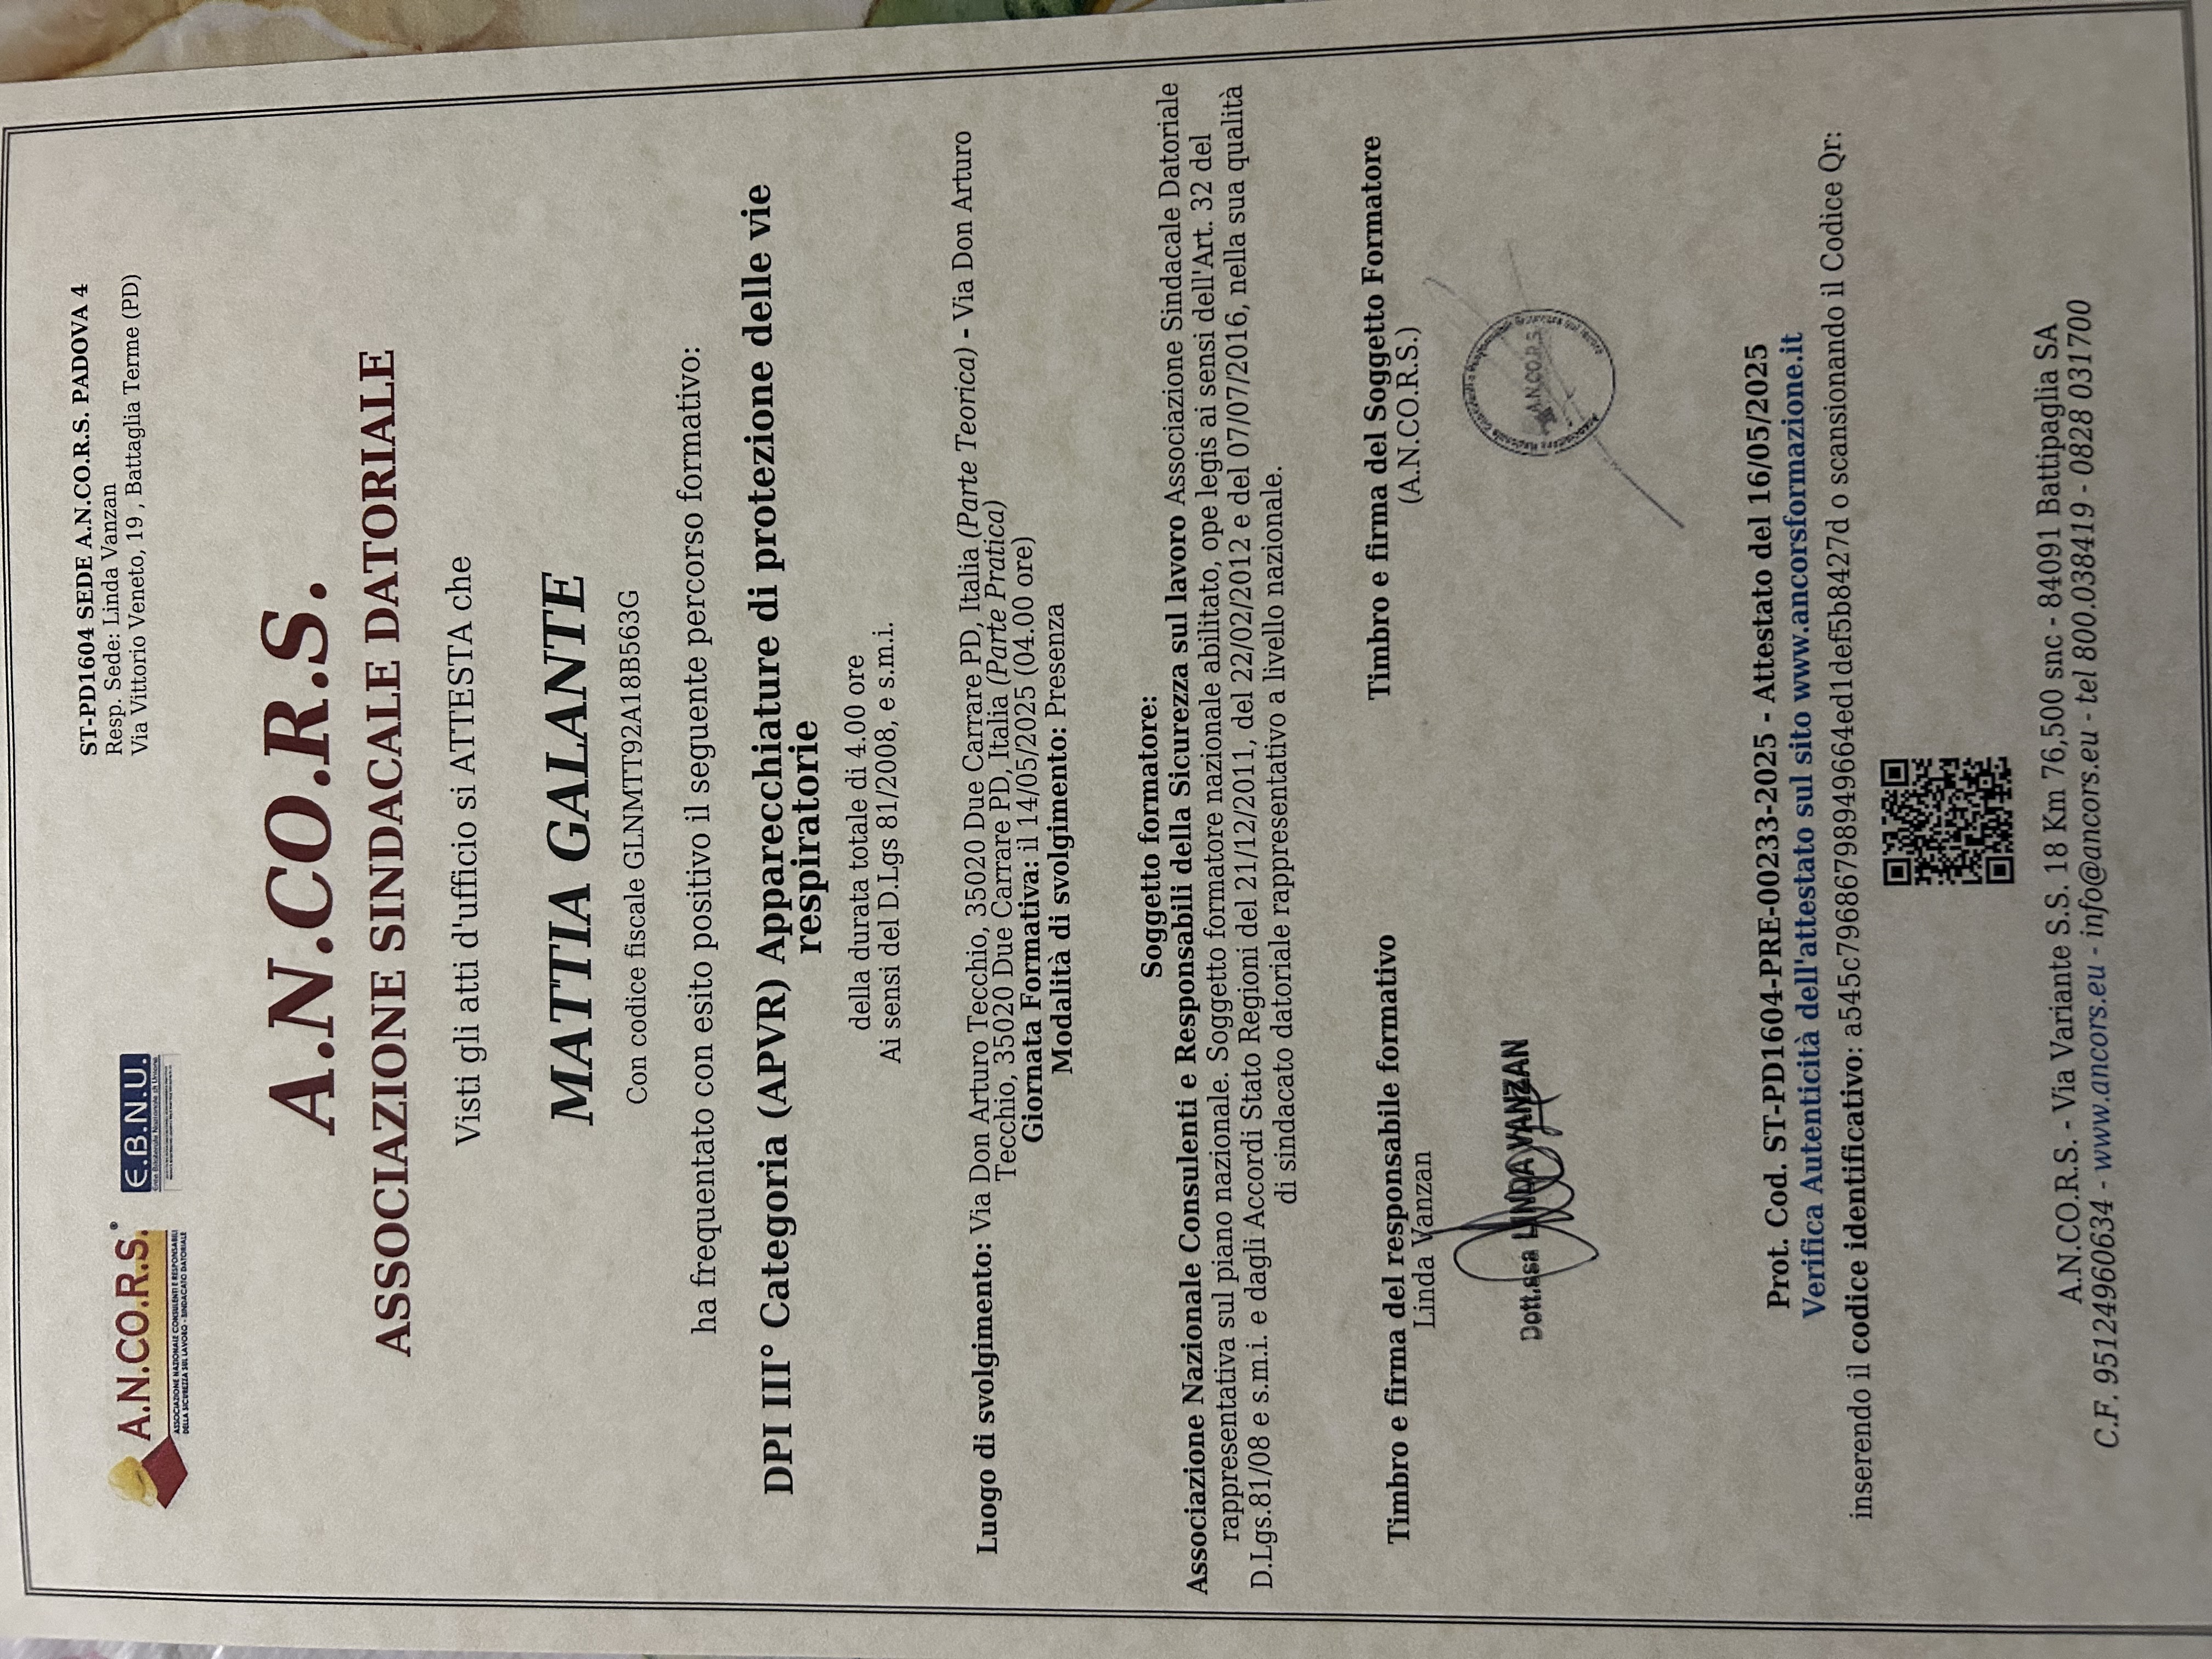 A.N.CO.R.S.®
ASSOCIAZIONE NAZIONALE CONSULENTI E RESPONSABILI
DELLA SICUREZZA SUL LAVORO - SINDACATO DATORIALE
E.B.N.U.
ST-PD1604 SEDE A.N.CO.R.S. PADOVA 4
Resp. Sede: Linda Vanzan
Via Vittorio Veneto, 19 , Battaglia Terme (PD)
A.N.CO.R.S.
ASSOCIAZIONE SINDACALE DATORIALE
Visti gli atti d'ufficio si ATTESTA che
MATTIA GALANTE
Con codice fiscale GLNMTT92A18B563G
ha frequentato con esito positivo il seguente percorso formativo:
DPI III° Categoria (APVR) Apparecchiature di protezione delle vie
respiratorie
della durata totale di 4.00 ore
Ai sensi del D.Lgs 81/2008, e s.m.i.
Luogo di svolgimento: Via Don Arturo Tecchio, 35020 Due Carrare PD, Italia (Parte Teorica) - Via Don Arturo
Tecchio, 35020 Due Carrare PD, Italia (Parte Pratica)
Giornata Formativa: il 14/05/2025 (04.00 ore)
Modalità di svolgimento: Presenza
Soggetto formatore:
Associazione Nazionale Consulenti e Responsabili della Sicurezza sul lavoro Associazione Sindacale Datoriale
rappresentativa sul piano nazionale. Soggetto formatore nazionale abilitato, ope legis ai sensi dell'Art. 32 del
D.Lgs.81/08 e s.m.i. e dagli Accordi Stato Regioni del 21/12/2011, del 22/02/2012 e del 07/07/2016, nella sua qualità
di sindacato datoriale rappresentativo a livello nazionale.
Timbro e firma del responsabile formativo
Linda Vanzan
Dott.ssa LINDA VANZAN
Timbro e firma del Soggetto Formatore
(A.N.CO.R.S.)
A.N.CO.R.S.
Prot. Cod. ST-PD1604-PRE-00233-2025 - Attestato del 16/05/2025
Verifica Autenticità dell'attestato sul sito www.ancorsformazione.it
inserendo il codice identificativo: a545c79686798949664ed1def5b8427d o scansionando il Codice Qr:
A.N.CO.R.S. - Via Variante S.S. 18 Km 76,500 snc - 84091 Battipaglia SA
C.F. 95124960634 - www.ancors.eu - info@ancors.eu - tel 800.038419 - 0828 031700